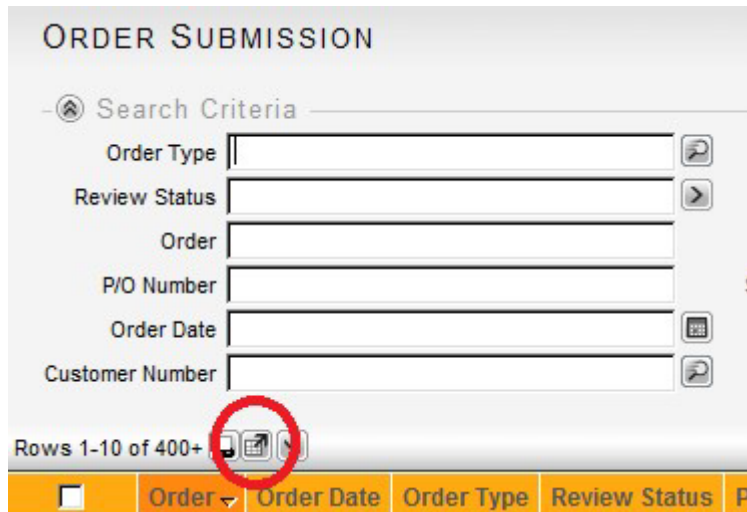 ORDER SUBMISSION
Search Criteria
Order Type
Review Status
Order
P/O Number
Order Date
Customer Number
Rows 1-10 of 400+
Order Order Date Order Type Review Status P